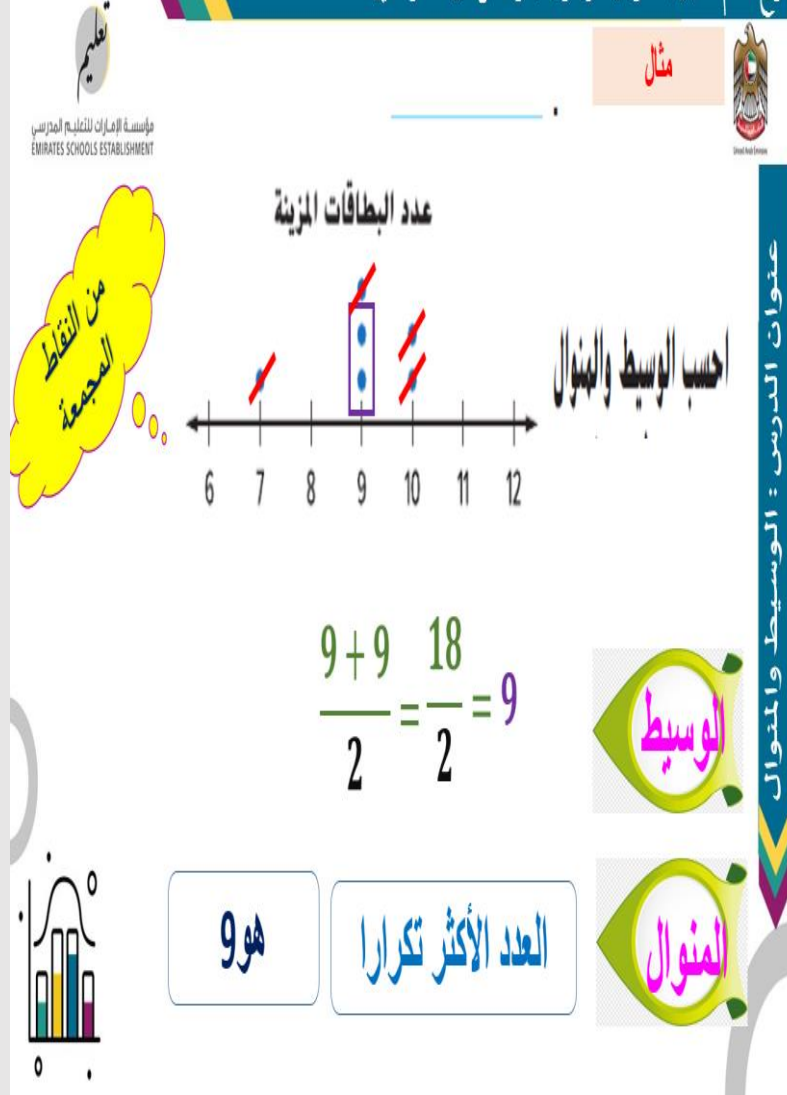 مثال
تعليم
مؤسسة الإمارات للتعليم المدرسي
EMIRATES SCHOOLS ESTABLISHMENT
.
عدد البطاقات المزينة
من النقاط
المجمعة
احسب الوسيط والمنوال
6 7 8 9 10 11 12
عنوان الدرس : الوسيط والمنوال
الوسيط
9 + 9 / 2 = 18 / 2 = 9
المنوال
العدد الأكثر تكرارا
هو9